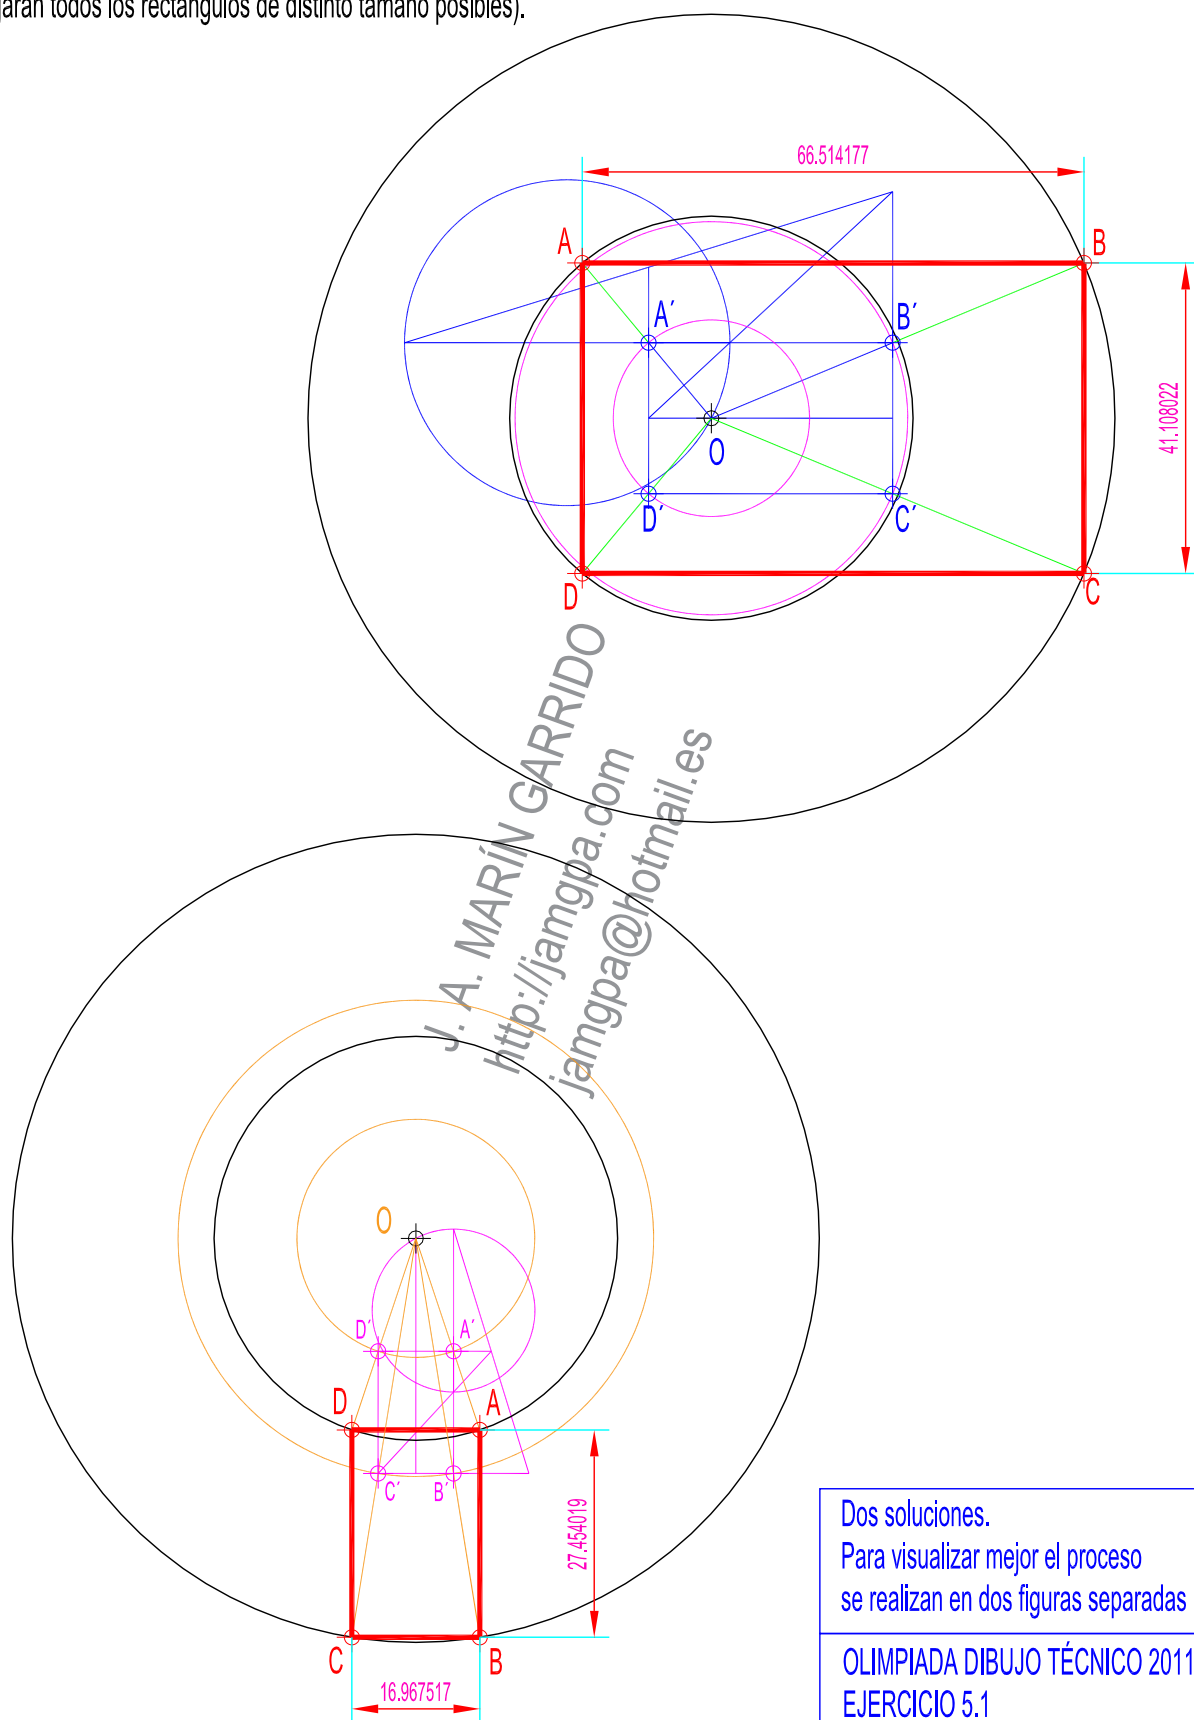 garán todos los rectángulos de distinto tamaño posibles).
66.514177
A
B
A´
B´
41.108022
O
D´
C´
D
C
J. A. MARÍN GARRIDO
http://jamgpa.com
jamgpa@hotmail.es
O
D´
A´
D
A
C´
B´
27.454019
C
B
16.967517
Dos soluciones.
Para visualizar mejor el proceso
se realizan en dos figuras separadas
OLIMPIADA DIBUJO TÉCNICO 2011
EJERCICIO 5.1